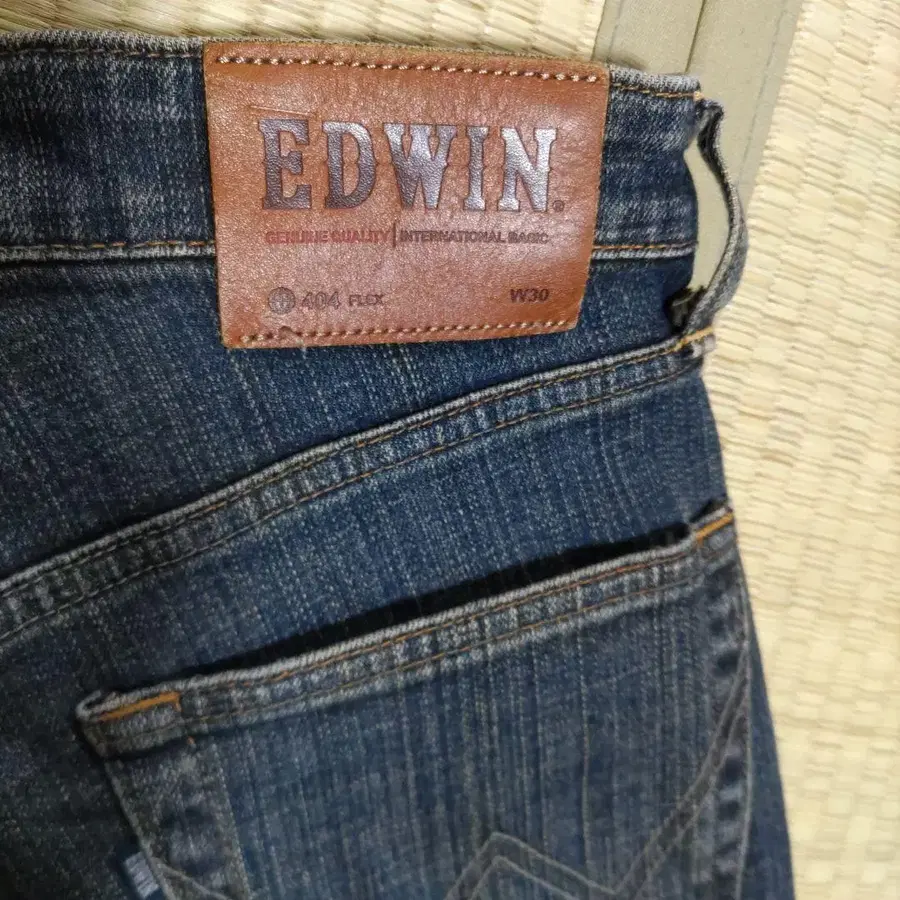 EDWIN®
GENUINE QUALITY | INTERNATIONAL BASIC
404 FLEX W30